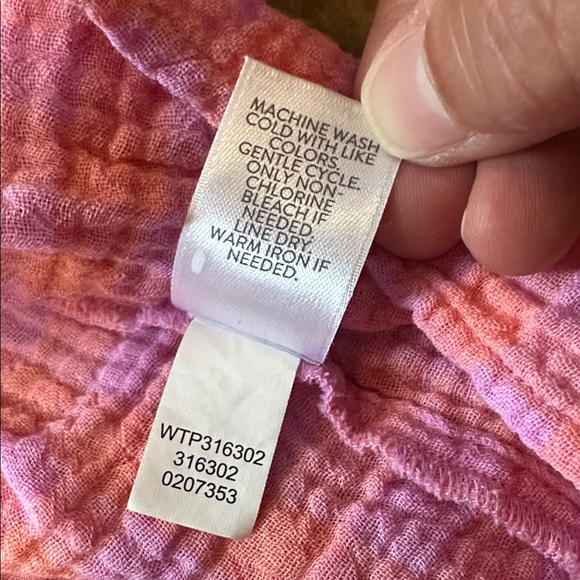 MACHINE WASH
COLD WITH LIKE
COLORS.
GENTLE CYCLE.
ONLY NON-
CHLORINE
BLEACH IF
NEEDED.
LINE DRY.
WARM IRON IF
NEEDED.
WTP316302
316302
0207353